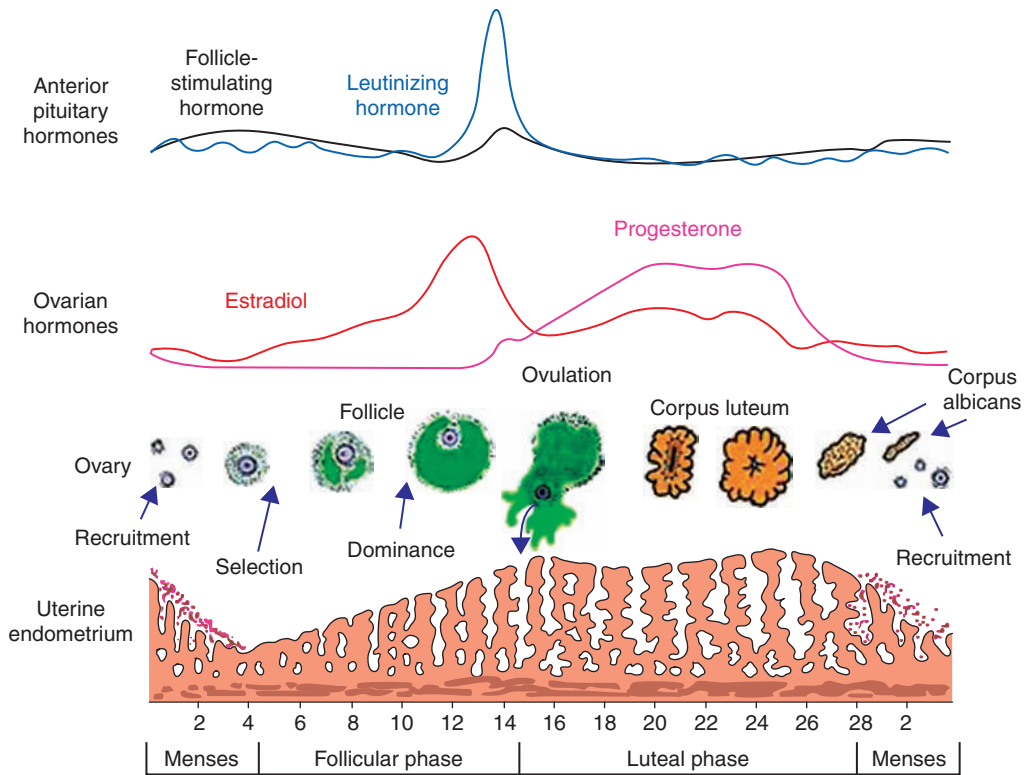 Anterior
pituitary
hormones
Follicle-
stimulating
hormone
Leutinizing
hormone
Ovarian
hormones
Estradiol
Progesterone
Ovulation
Ovary
Follicle
Corpus luteum
Corpus
albicans
Recruitment
Selection
Dominance
Recruitment
Uterine
endometrium
2 4 6 8 10 12 14 16 18 20 22 24 26 28 2
Menses Follicular phase Luteal phase Menses